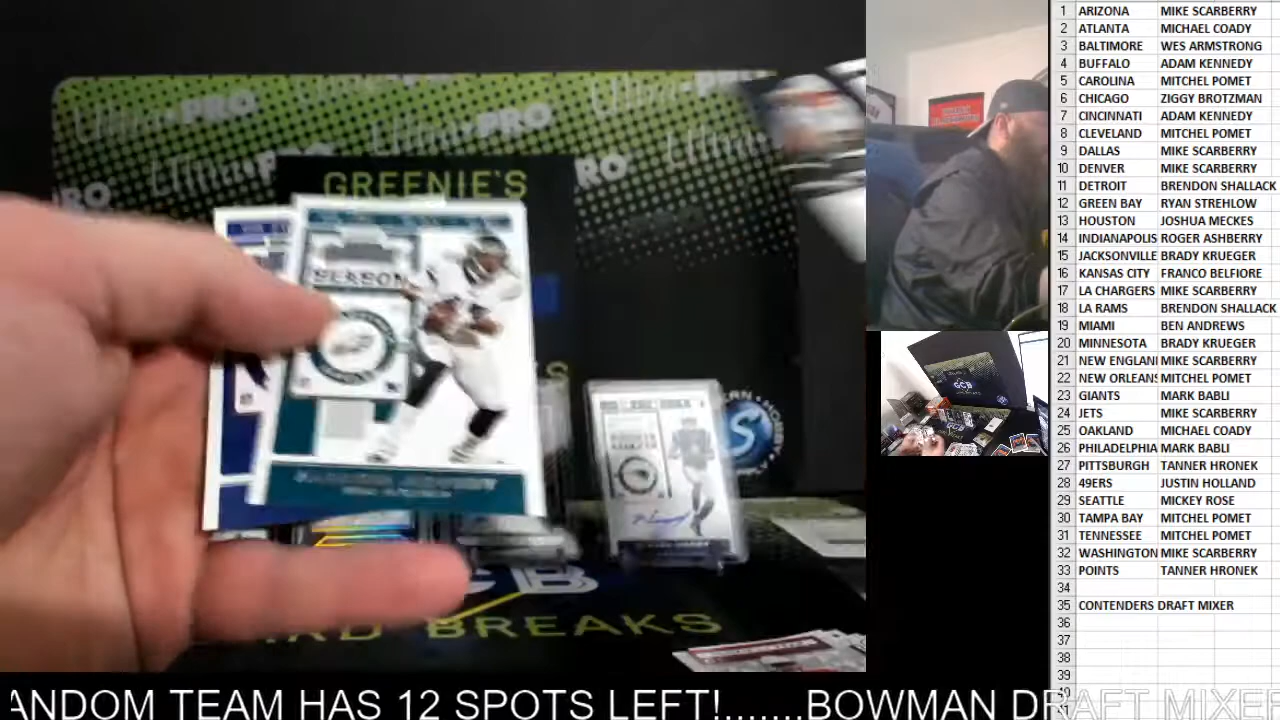 Ultra PRO
RO
GREENIE'S
SEASON
S
GCB
CARD BREAKS
1 ARIZONA MIKE SCARBERRY
2 ATLANTA MICHAEL COADY
3 BALTIMORE WES ARMSTRONG
4 BUFFALO ADAM KENNEDY
5 CAROLINA MITCHEL POMET
6 CHICAGO ZIGGY BROTZMAN
7 CINCINNATI ADAM KENNEDY
8 CLEVELAND MITCHEL POMET
9 DALLAS MIKE SCARBERRY
10 DENVER MIKE SCARBERRY
11 DETROIT BRENDON SHALLACK
12 GREEN BAY RYAN STREHLOW
13 HOUSTON JOSHUA MECKES
14 INDIANAPOLIS ROGER ASHBERRY
15 JACKSONVILLE BRADY KRUEGER
16 KANSAS CITY FRANCO BELFIORE
17 LA CHARGERS MIKE SCARBERRY
18 LA RAMS BRENDON SHALLACK
19 MIAMI BEN ANDREWS
20 MINNESOTA BRADY KRUEGER
21 NEW ENGLAN MIKE SCARBERRY
22 NEW ORLEANS MITCHEL POMET
23 GIANTS MARK BABLI
24 JETS MIKE SCARBERRY
25 OAKLAND MICHAEL COADY
26 PHILADELPHIA MARK BABLI
27 PITTSBURGH TANNER HRONEK
28 49ERS JUSTIN HOLLAND
29 SEATTLE MICKEY ROSE
30 TAMPA BAY MITCHEL POMET
31 TENNESSEE MITCHEL POMET
32 WASHINGTON MIKE SCARBERRY
33 POINTS TANNER HRONEK
34
35 CONTENDERS DRAFT MIXER
36
37
38
39
ANDOM TEAM HAS 12 SPOTS LEFT!.......BOWMAN DRAFT MIXER